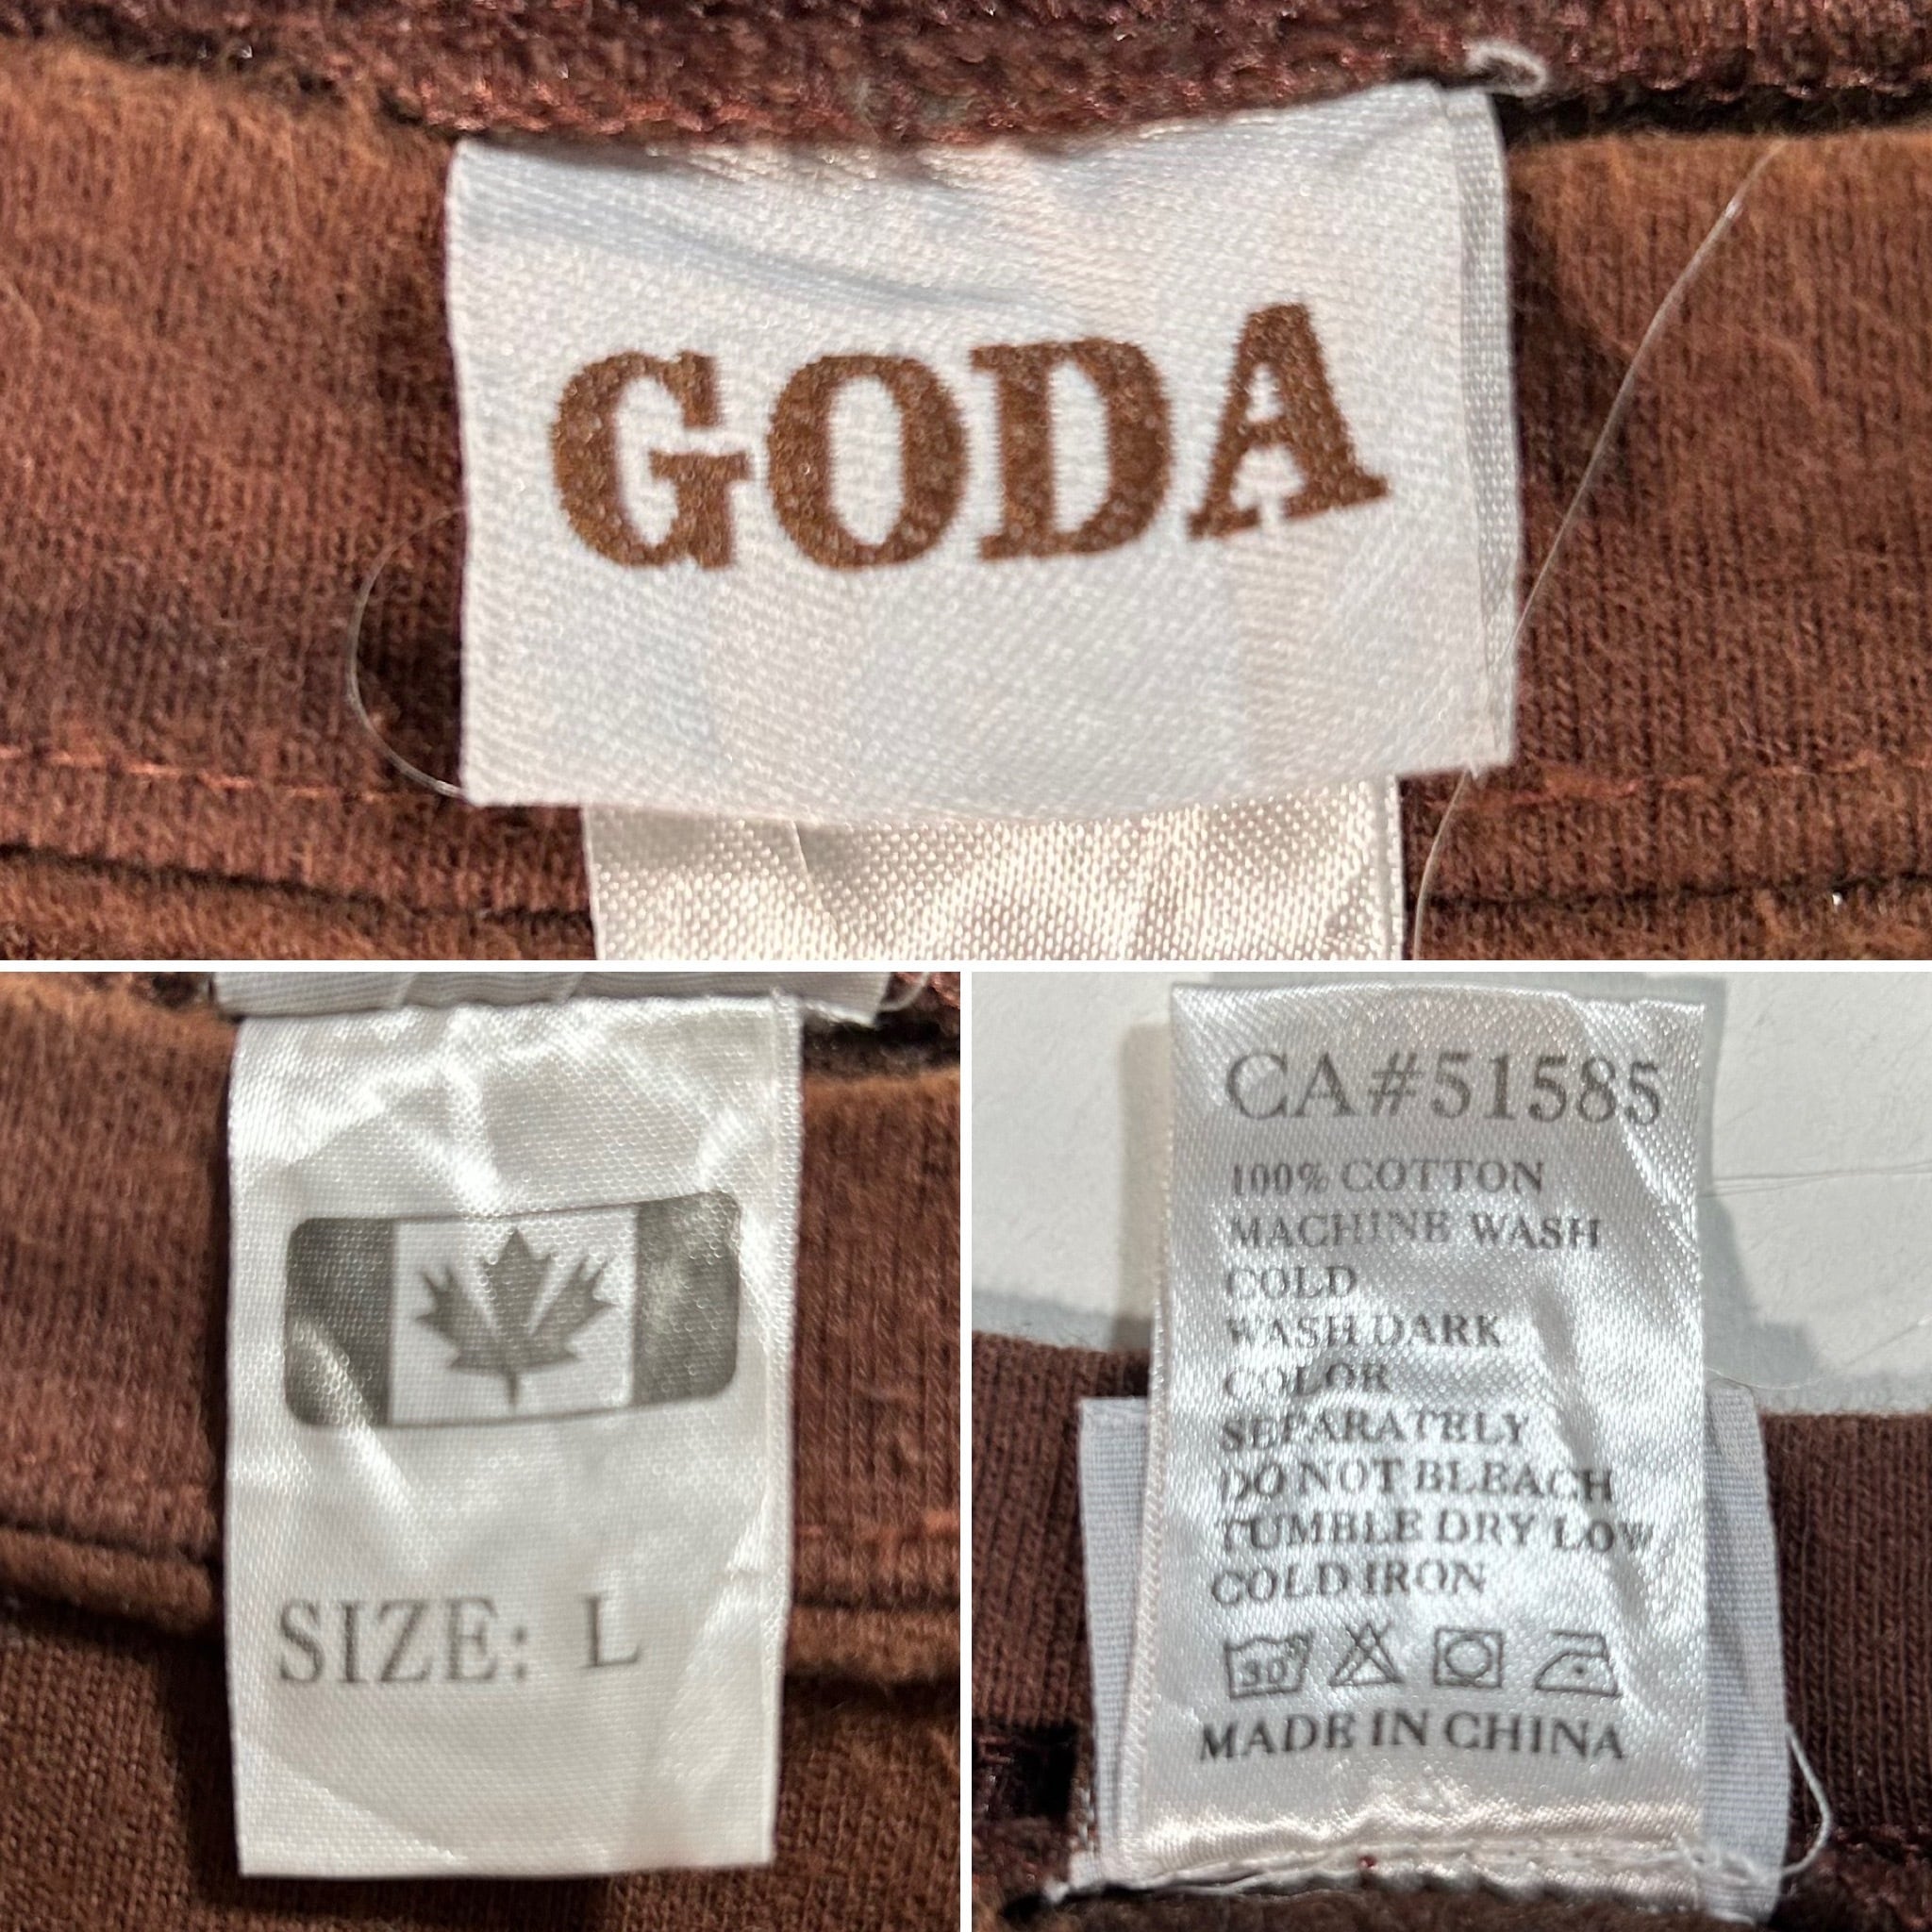 GODA
SIZE: L
CA#51585
100% COTTON
MACHINE WASH
COLD
WASH DARK
COLOR
SEPARATELY
DO NOT BLEACH
TUMBLE DRY LOW
COLD IRON
30°
MADE IN CHINA